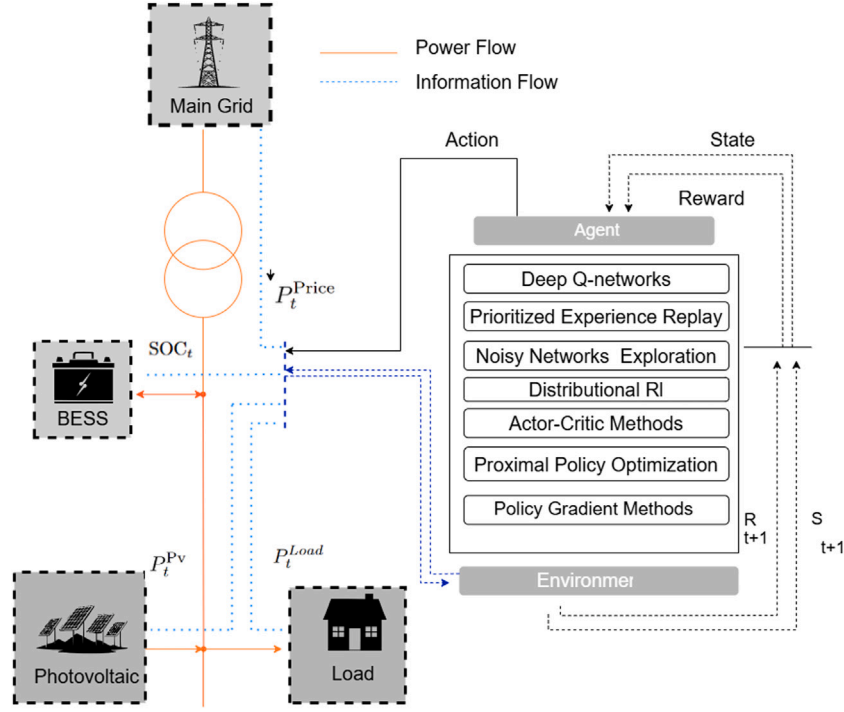 Power Flow
Information Flow
Main Grid
Action
State
Reward
Agent
P_t^Price
Deep Q-networks
Prioritized Experience Replay
Noisy Networks Exploration
Distributional Rl
Actor-Critic Methods
Proximal Policy Optimization
Policy Gradient Methods
SOC_t
BESS
R
t+1
S
t+1
P_t^Pv
P_t^Load
Environmer
Photovoltaic
Load